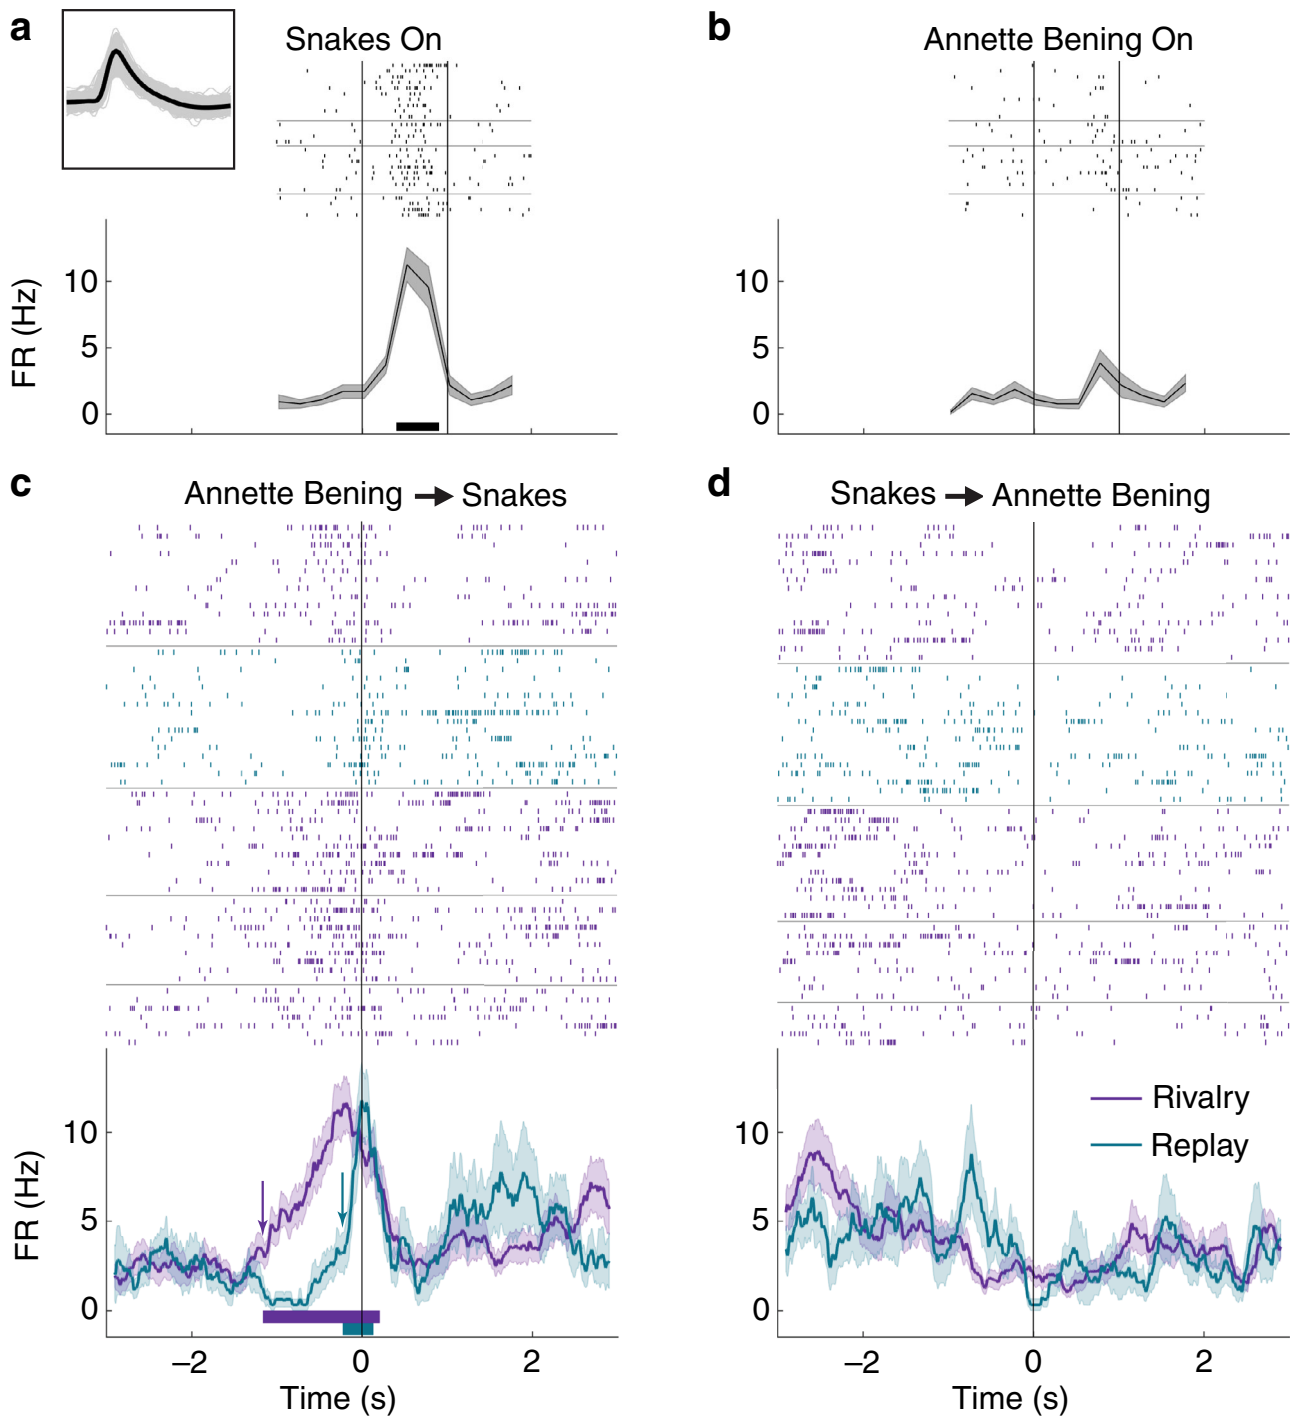 a
Snakes On
FR (Hz)
10
5
0
b
Annette Bening On
10
5
0
c
Annette Bening → Snakes
FR (Hz)
10
5
0
–2
0
2
Time (s)
d
Snakes → Annette Bening
Rivalry
Replay
10
5
0
–2
0
2
Time (s)